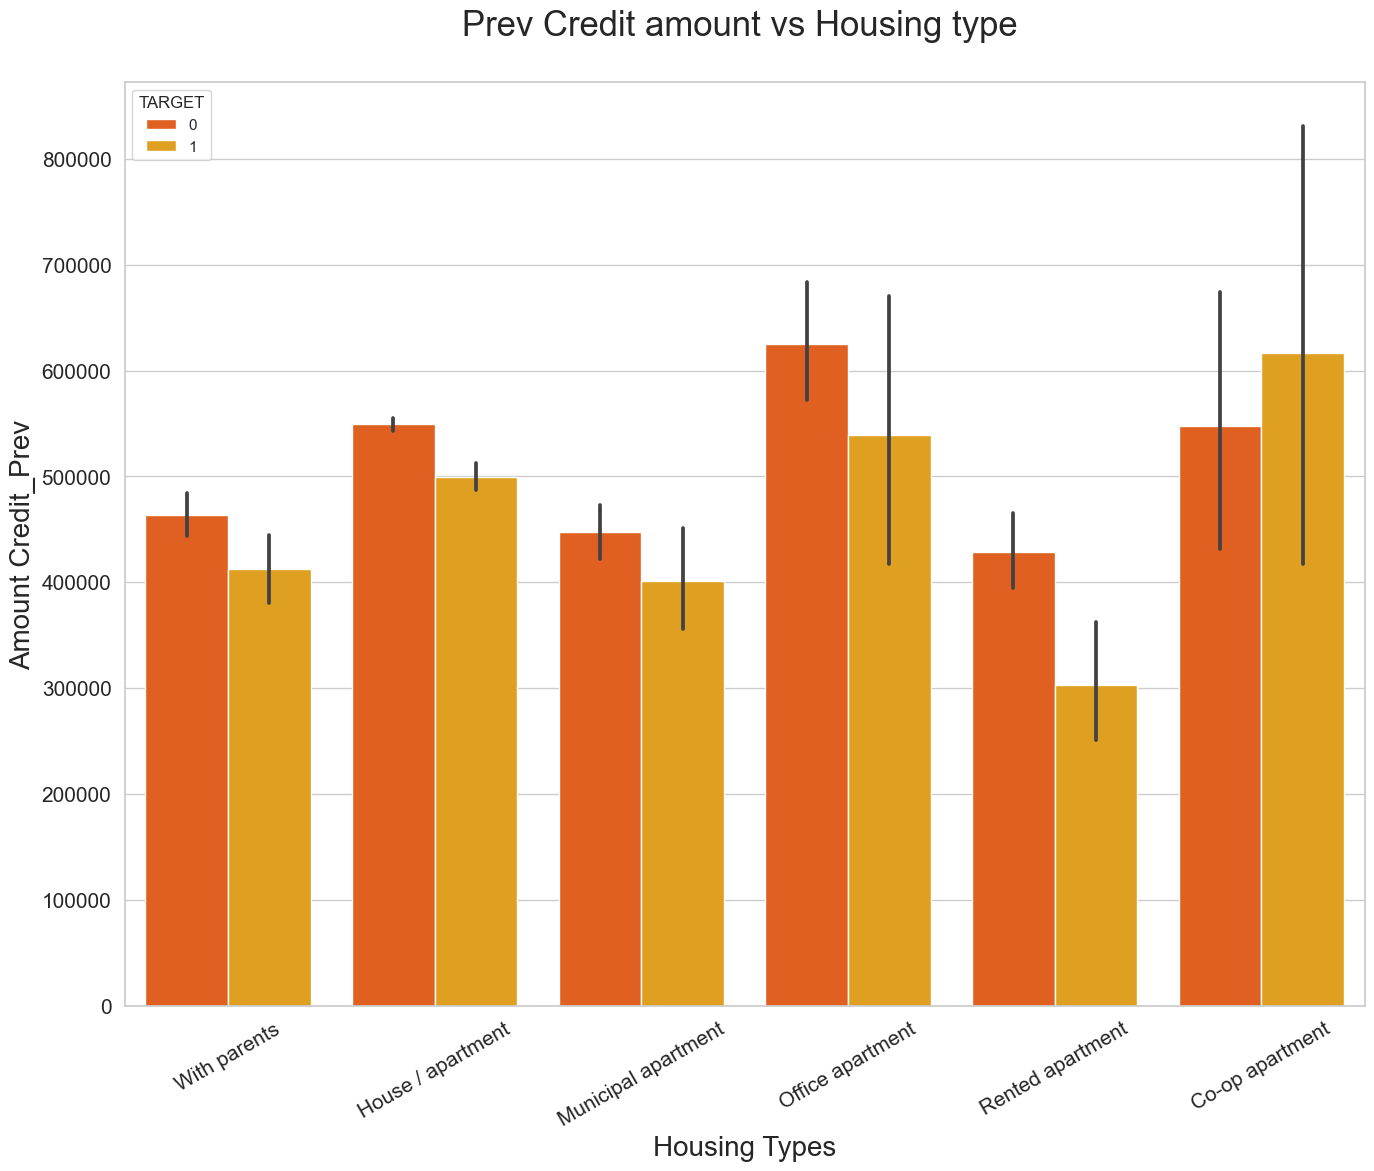 Prev Credit amount vs Housing type
TARGET
0
1
800000
700000
600000
500000
400000
300000
200000
100000
0
Amount Credit_Prev
With parents
House / apartment
Municipal apartment
Office apartment
Rented apartment
Co-op apartment
Housing Types